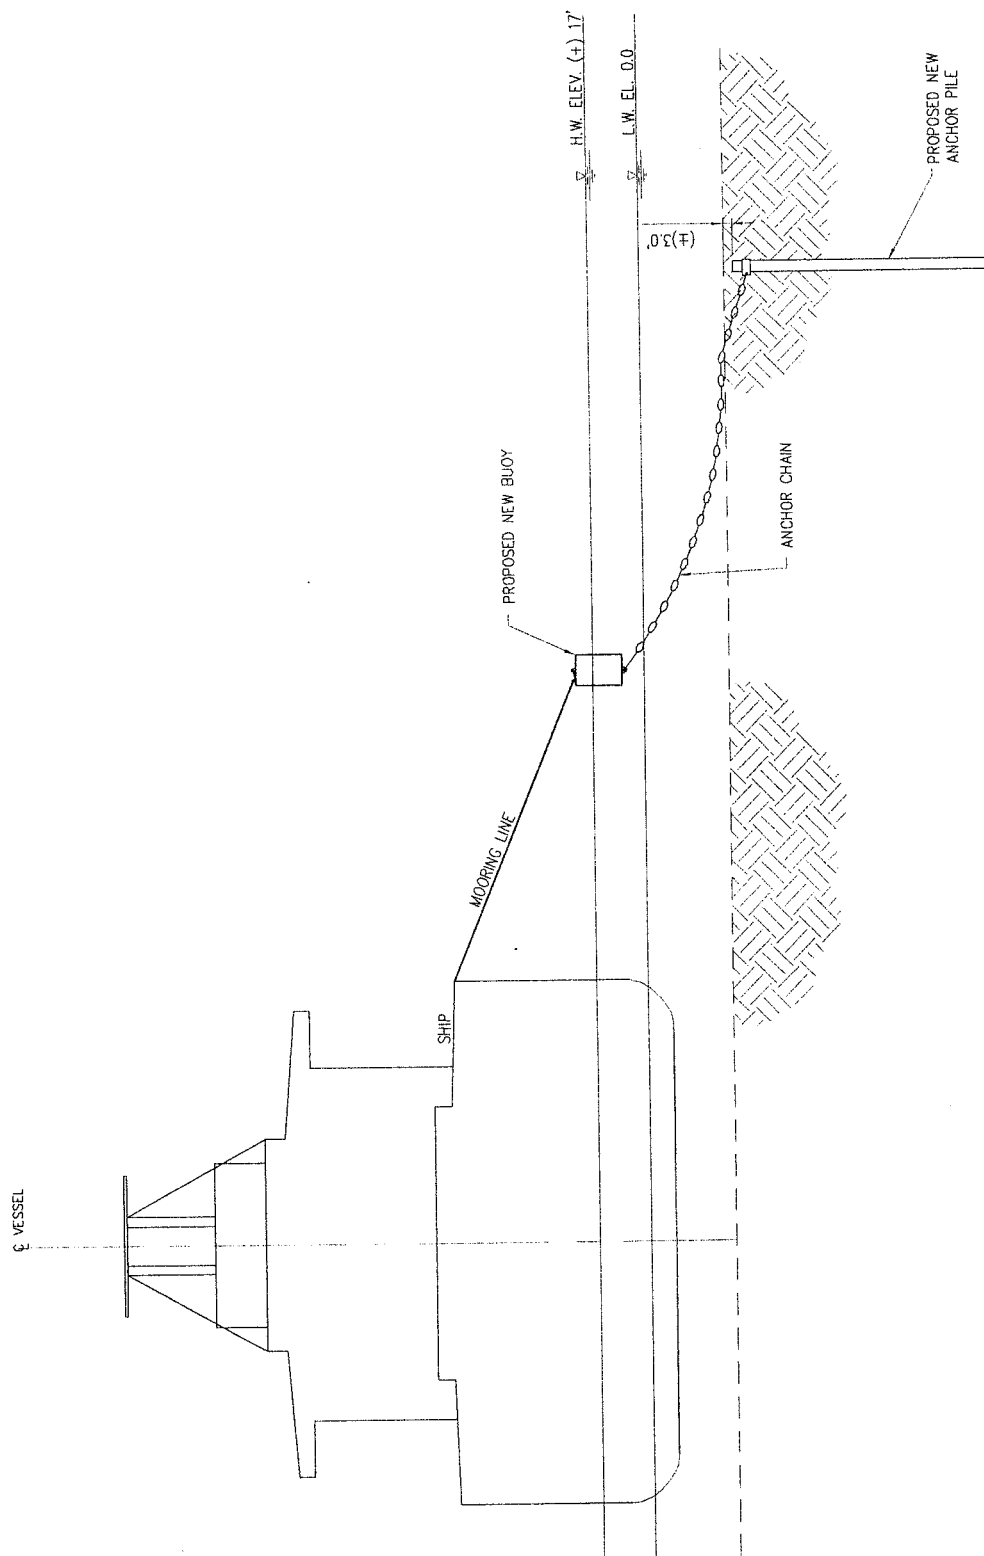 ℄ VESSEL
SHIP
MOORING LINE
PROPOSED NEW BUOY
ANCHOR CHAIN
H.W. ELEV. (+) 17'
L.W. EL. 0.0
(±)3.0'
PROPOSED NEW
ANCHOR PILE